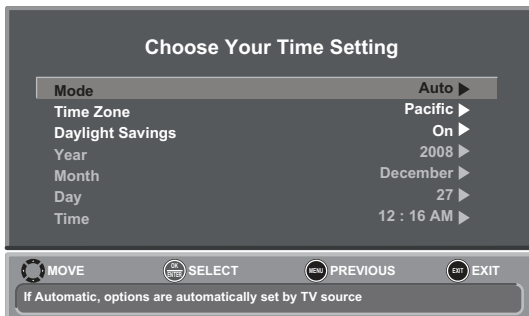 Choose Your Time Setting
Mode Auto
Time Zone Pacific
Daylight Savings On
Year 2008
Month December
Day 27
Time 12 : 16 AM
MOVE OK ENTER SELECT MENU PREVIOUS EXIT EXIT
If Automatic, options are automatically set by TV source